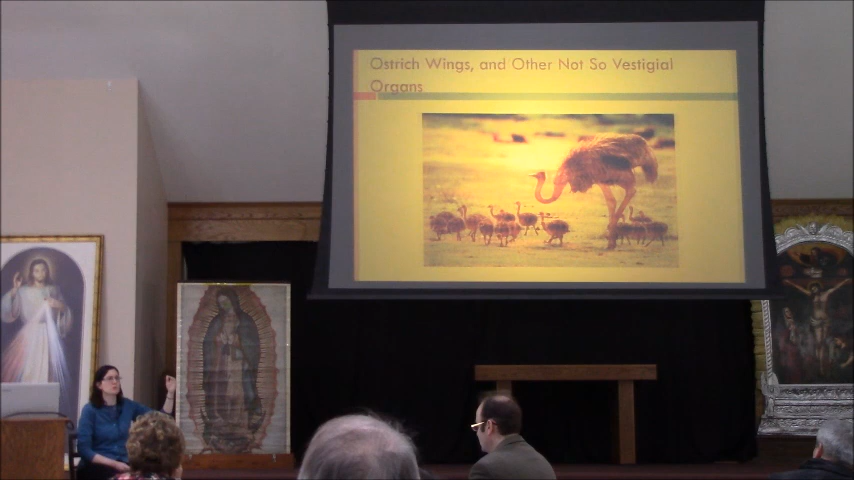 Ostrich Wings, and Other Not So Vestigial
Organs